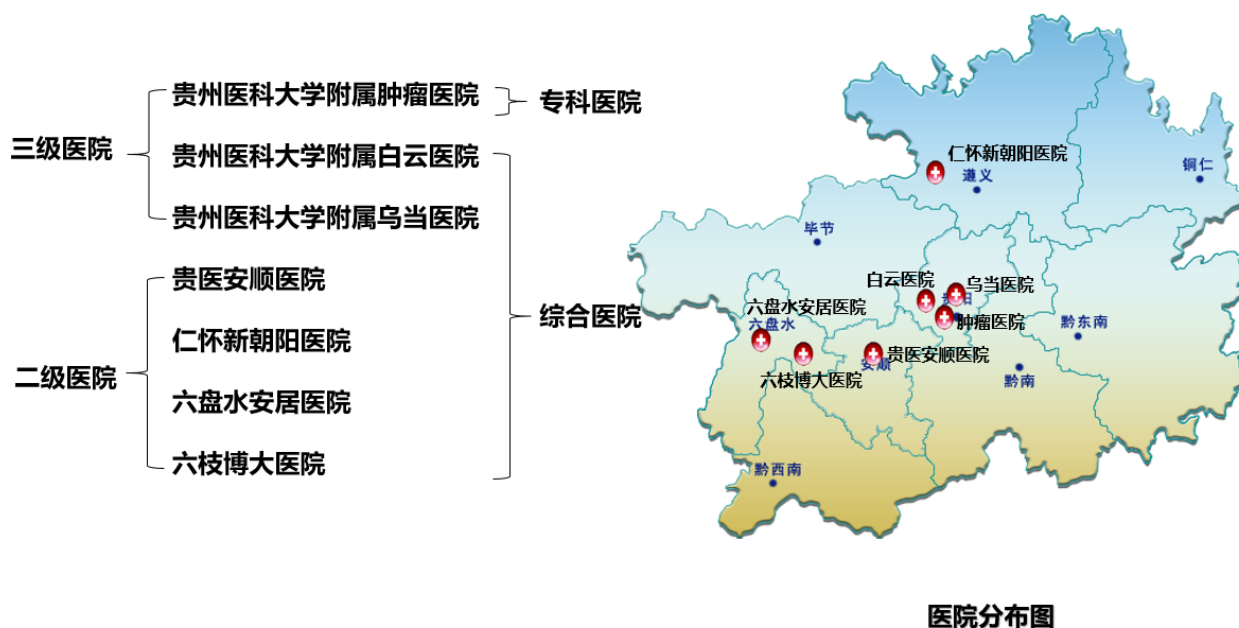 三级医院
贵州医科大学附属肿瘤医院
贵州医科大学附属白云医院
贵州医科大学附属乌当医院
二级医院
贵医安顺医院
仁怀新朝阳医院
六盘水安居医院
六枝博大医院
专科医院
综合医院
仁怀新朝阳医院
遵义
铜仁
毕节
白云医院
乌当医院
肿瘤医院
六盘水安居医院
六盘水
六枝博大医院
贵医安顺医院
安顺
黔东南
黔南
黔西南
医院分布图